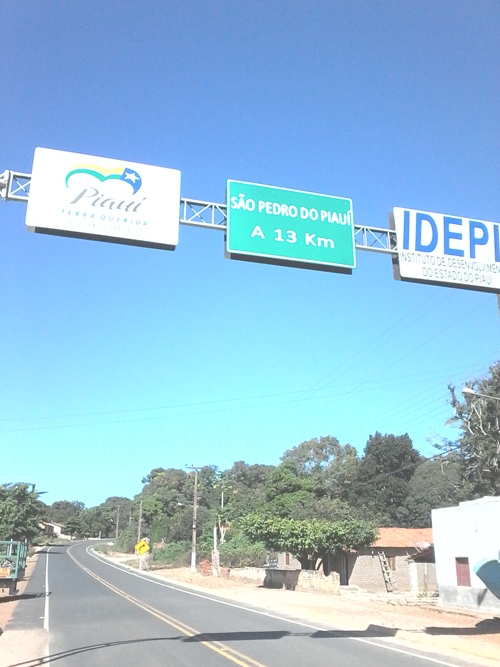 Piauí
TERRA QUERIDA
SÃO PEDRO DO PIAUÍ
A 13 Km
IDEPI
INSTITUTO DE DESENVOLVIMEN
DO ESTADO DO PIAUÍ